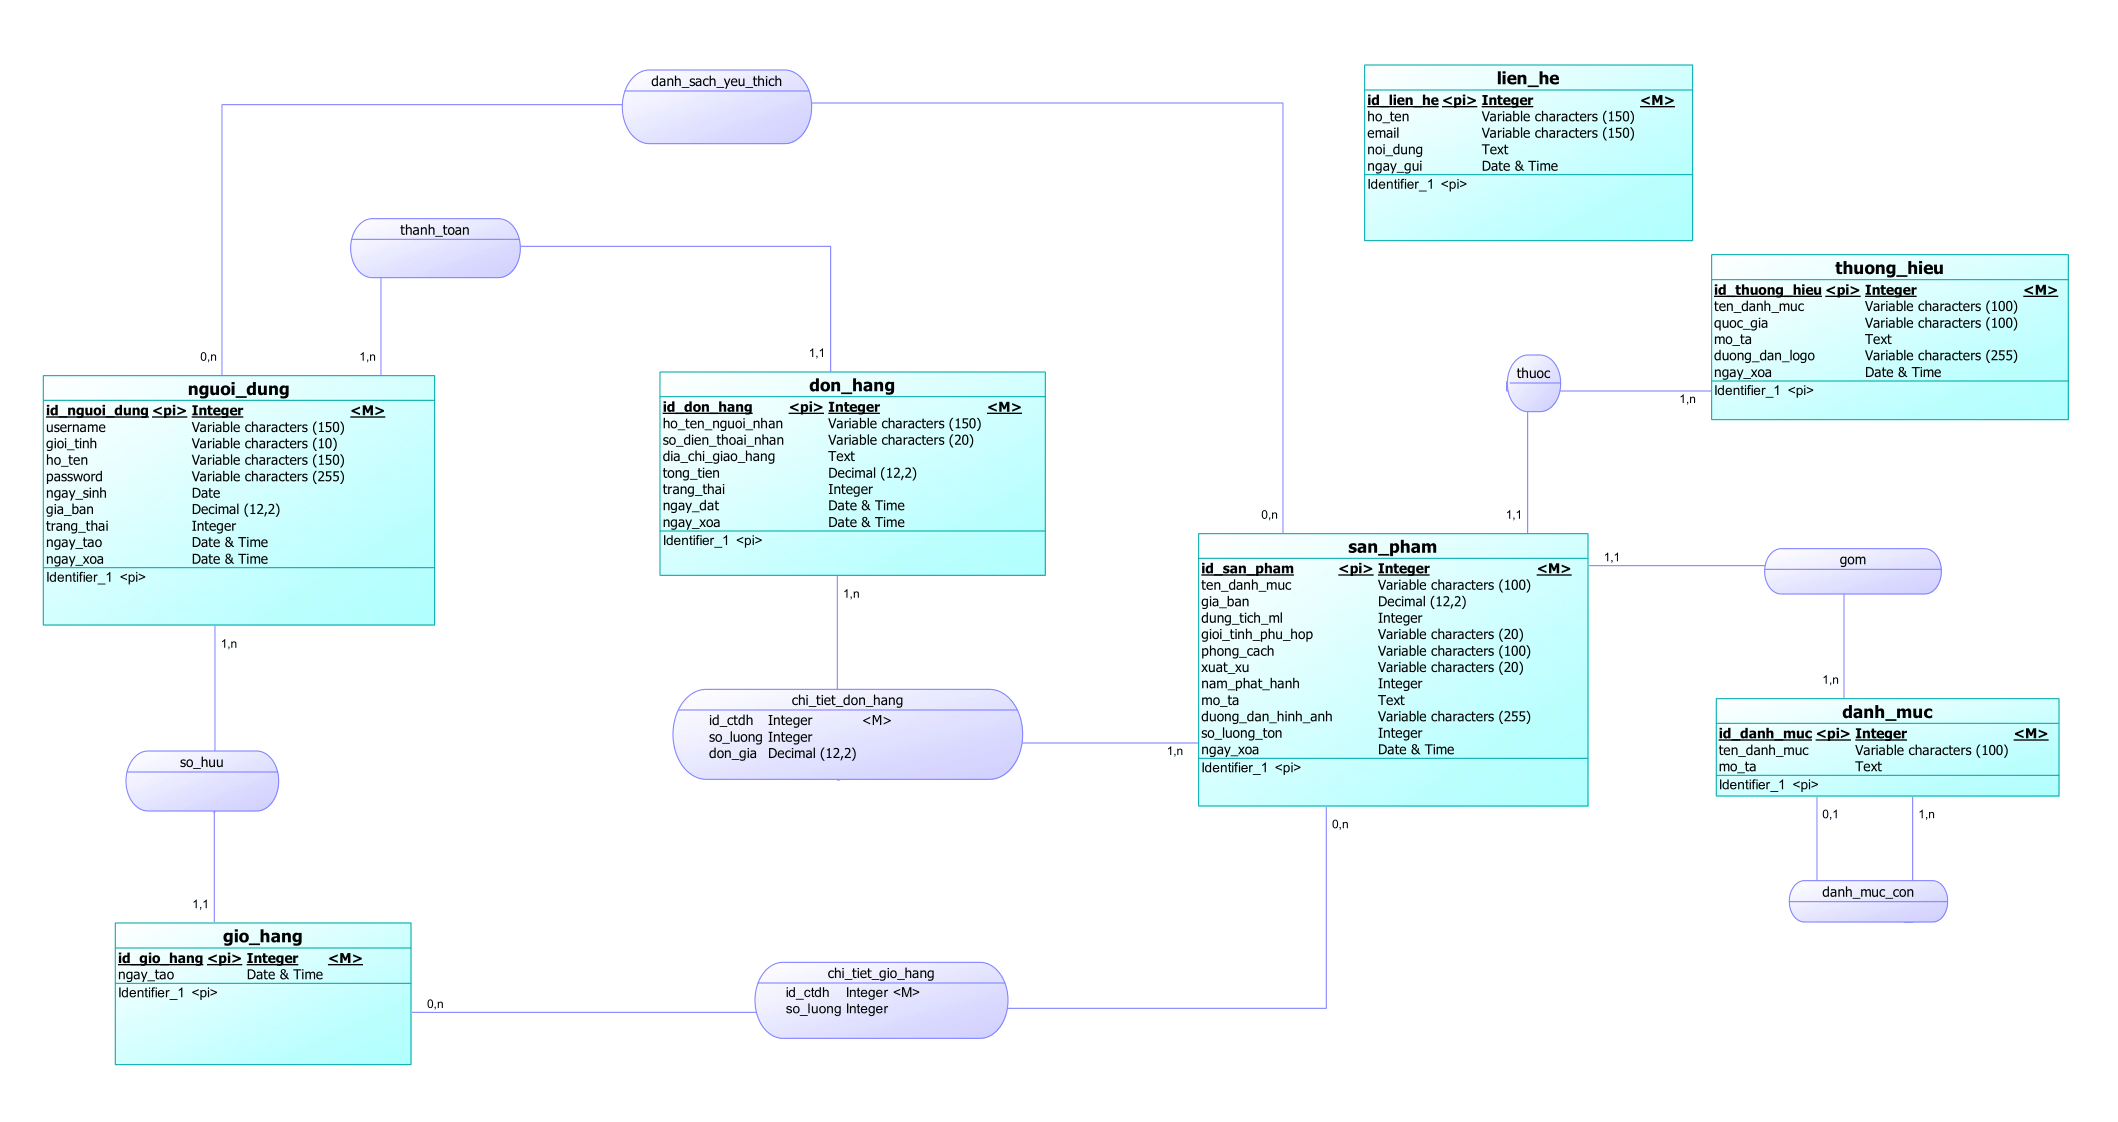 danh_sach_yeu_thich
lien_he
id_lien_he <pi> Integer <M>
ho_ten Variable characters (150)
email Variable characters (150)
noi_dung Text
ngay_gui Date & Time
Identifier_1 <pi>
thanh_toan
thuong_hieu
id_thuong_hieu <pi> Integer <M>
ten_danh_muc Variable characters (100)
quoc_gia Variable characters (100)
mo_ta Text
duong_dan_logo Variable characters (255)
ngay_xoa Date & Time
Identifier_1 <pi>
0,n
1,n
1,1
thuoc
1,n
nguoi_dung
id_nguoi_dung <pi> Integer <M>
username Variable characters (150)
gioi_tinh Variable characters (10)
ho_ten Variable characters (150)
password Variable characters (255)
ngay_sinh Date
gia_ban Decimal (12,2)
trang_thai Integer
ngay_tao Date & Time
ngay_xoa Date & Time
Identifier_1 <pi>
don_hang
id_don_hang <pi> Integer <M>
ho_ten_nguoi_nhan Variable characters (150)
so_dien_thoai_nhan Variable characters (20)
dia_chi_giao_hang Text
tong_tien Decimal (12,2)
trang_thai Integer
ngay_dat Date & Time
ngay_xoa Date & Time
Identifier_1 <pi>
0,n
1,1
san_pham
id_san_pham <pi> Integer <M>
ten_danh_muc Variable characters (100)
gia_ban Decimal (12,2)
dung_tich_ml Integer
gioi_tinh_phu_hop Variable characters (20)
phong_cach Variable characters (100)
xuat_xu Variable characters (20)
nam_phat_hanh Integer
mo_ta Text
duong_dan_hinh_anh Variable characters (255)
so_luong_ton Integer
ngay_xoa Date & Time
Identifier_1 <pi>
1,1
gom
1,n
1,n
1,n
danh_muc
id_danh_muc <pi> Integer <M>
ten_danh_muc Variable characters (100)
mo_ta Text
Identifier_1 <pi>
chi_tiet_don_hang
id_ctdh Integer <M>
so_luong Integer
don_gia Decimal (12,2)
1,n
so_huu
0,n
0,1
1,n
danh_muc_con
1,1
gio_hang
id_gio_hang <pi> Integer <M>
ngay_tao Date & Time
Identifier_1 <pi>
0,n
chi_tiet_gio_hang
id_ctdh Integer <M>
so_luong Integer